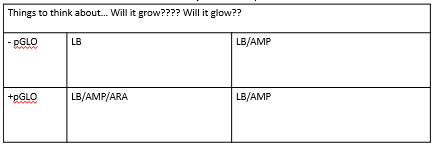 Things to think about... Will it grow???? Will it glow??
- pGLO LB LB/AMP
+pGLO LB/AMP/ARA LB/AMP